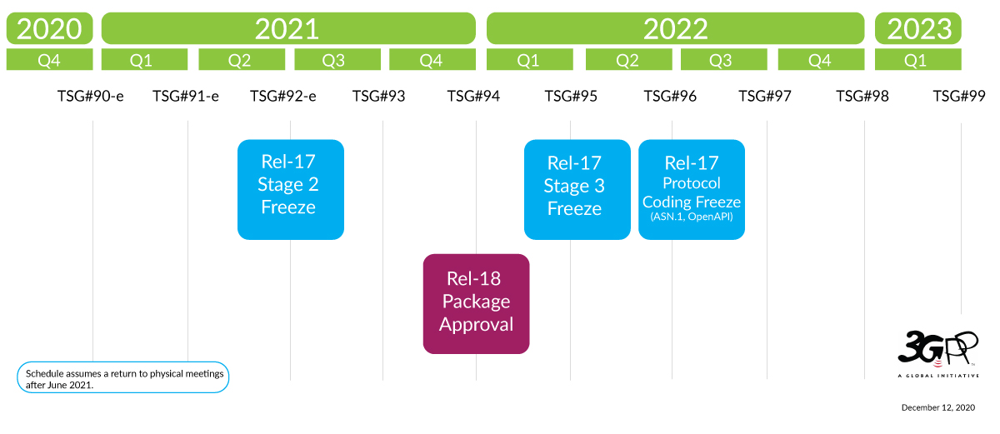 2020 2021 2022 2023
Q4 Q1 Q2 Q3 Q4 Q1 Q2 Q3 Q4 Q1
TSG#90-e TSG#91-e TSG#92-e TSG#93 TSG#94 TSG#95 TSG#96 TSG#97 TSG#98 TSG#99
Rel-17
Stage 2
Freeze
Rel-17
Stage 3
Freeze
Rel-17
Protocol
Coding Freeze
(ASN.1, OpenAPI)
Rel-18
Package
Approval
Schedule assumes a return to physical meetings
after June 2021.
3GPP
TM
A GLOBAL INITIATIVE
December 12, 2020